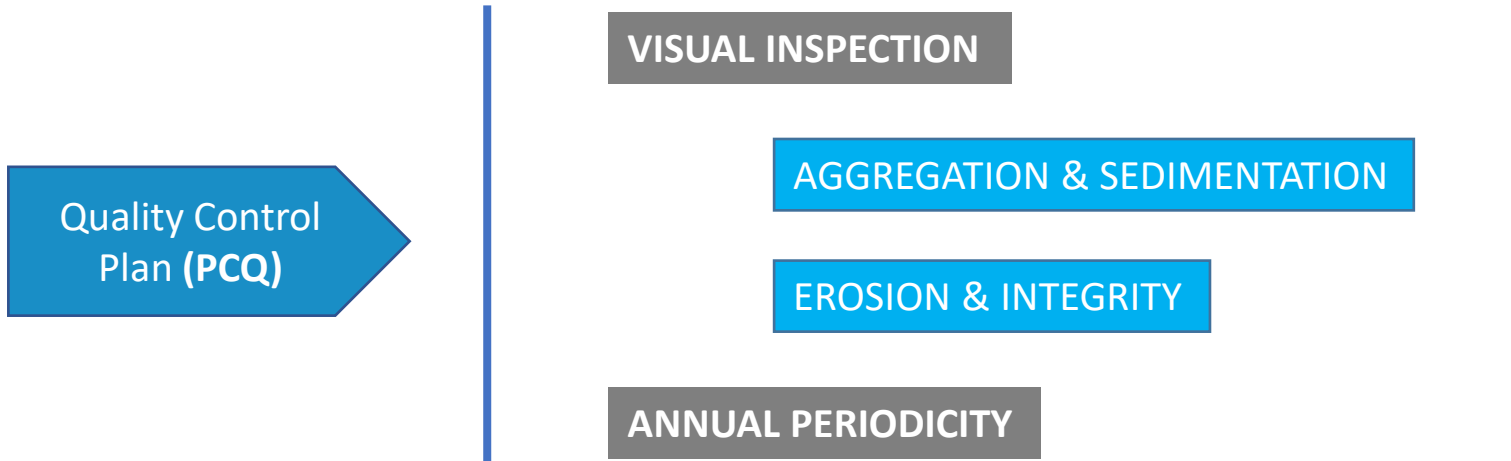 Quality Control
Plan (PCQ)
VISUAL INSPECTION
AGGREGATION & SEDIMENTATION
EROSION & INTEGRITY
ANNUAL PERIODICITY